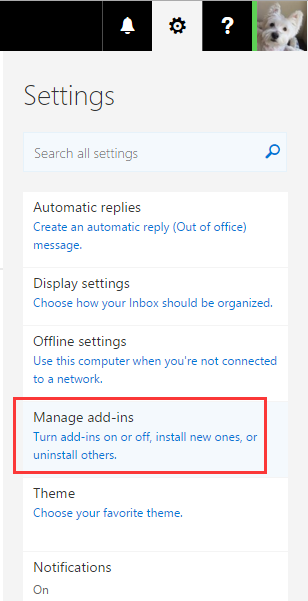 ?
Settings
Search all settings
Automatic replies
Create an automatic reply (Out of office)
message.
Display settings
Choose how your Inbox should be organized.
Offline settings
Use this computer when you're not connected
to a network.
Manage add-ins
Turn add-ins on or off, install new ones, or
uninstall others.
Theme
Choose your favorite theme.
Notifications
On